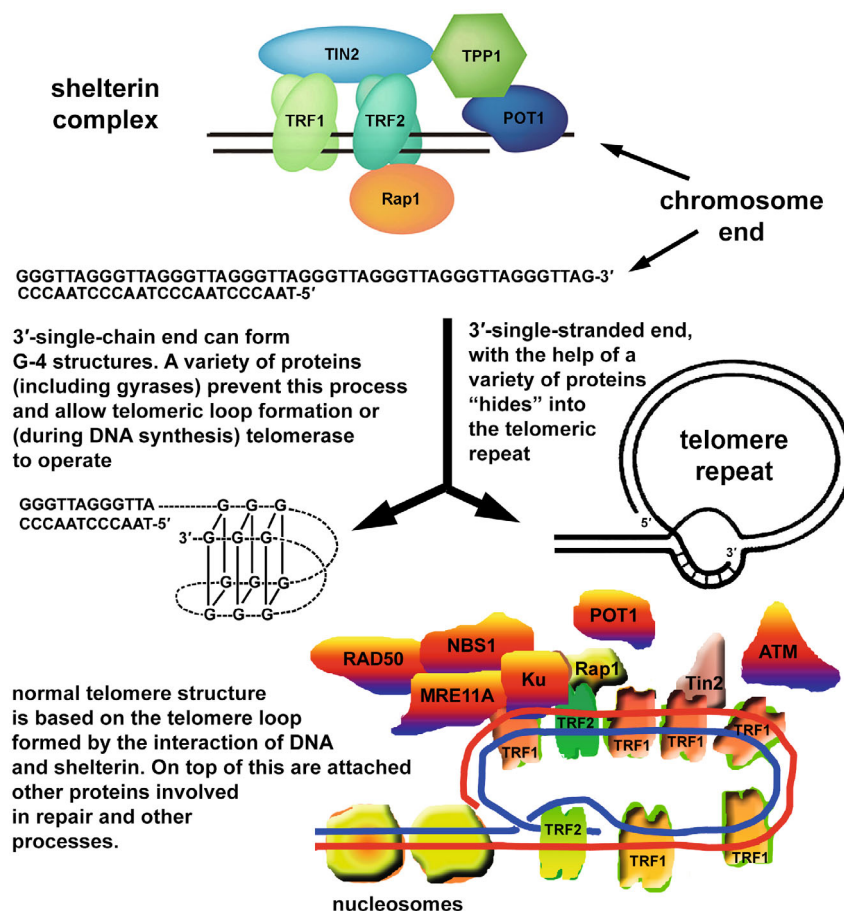 shelterin
complex
TIN2
TPP1
TRF1
TRF2
POT1
Rap1
chromosome
end
GGGTTAGGGTTAGGGTTAGGGTTAGGGTTAGGGTTAGGGTTAGGGTTAG-3′
CCCAATCCCAATCCCAATCCCAAT-5′
3′-single-chain end can form
G-4 structures. A variety of proteins
(including gyrases) prevent this process
and allow telomeric loop formation or
(during DNA synthesis) telomerase
to operate
3′-single-stranded end,
with the help of a
variety of proteins
“hides” into
the telomeric
repeat
telomere
repeat
5′
3′
GGGTTAGGGTTA G G G
CCCAATCCCAAT-5′
3′ G G G
G G G
G G G
POT1
RAD50
NBS1
Rap1
ATM
MRE11A
Ku
Tin2
TRF1
TRF2
TRF1
TRF1
TRF1
normal telomere structure
is based on the telomere loop
formed by the interaction of DNA
and shelterin. On top of this are attached
other proteins involved
in repair and other
processes.
TRF2
TRF1
TRF1
nucleosomes